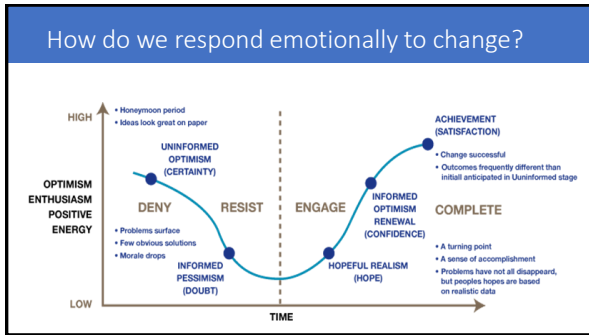 How do we respond emotionally to change?
HIGH
• Honeymoon period
• Ideas look great on paper
UNINFORMED
OPTIMISM
(CERTAINTY)
OPTIMISM
ENTHUSIASM
POSITIVE
ENERGY
DENY
RESIST
• Problems surface
• Few obvious solutions
• Morale drops
INFORMED
PESSIMISM
(DOUBT)
ENGAGE
HOPEFUL REALISM
(HOPE)
INFORMED
OPTIMISM
RENEWAL
(CONFIDENCE)
ACHIEVEMENT
(SATISFACTION)
• Change successful
• Outcomes frequently different than
initiall anticipated in Uninformed stage
COMPLETE
• A turning point
• A sense of accomplishment
• Problems have not all disappeard,
but peoples hopes are based
on realistic data
LOW
TIME